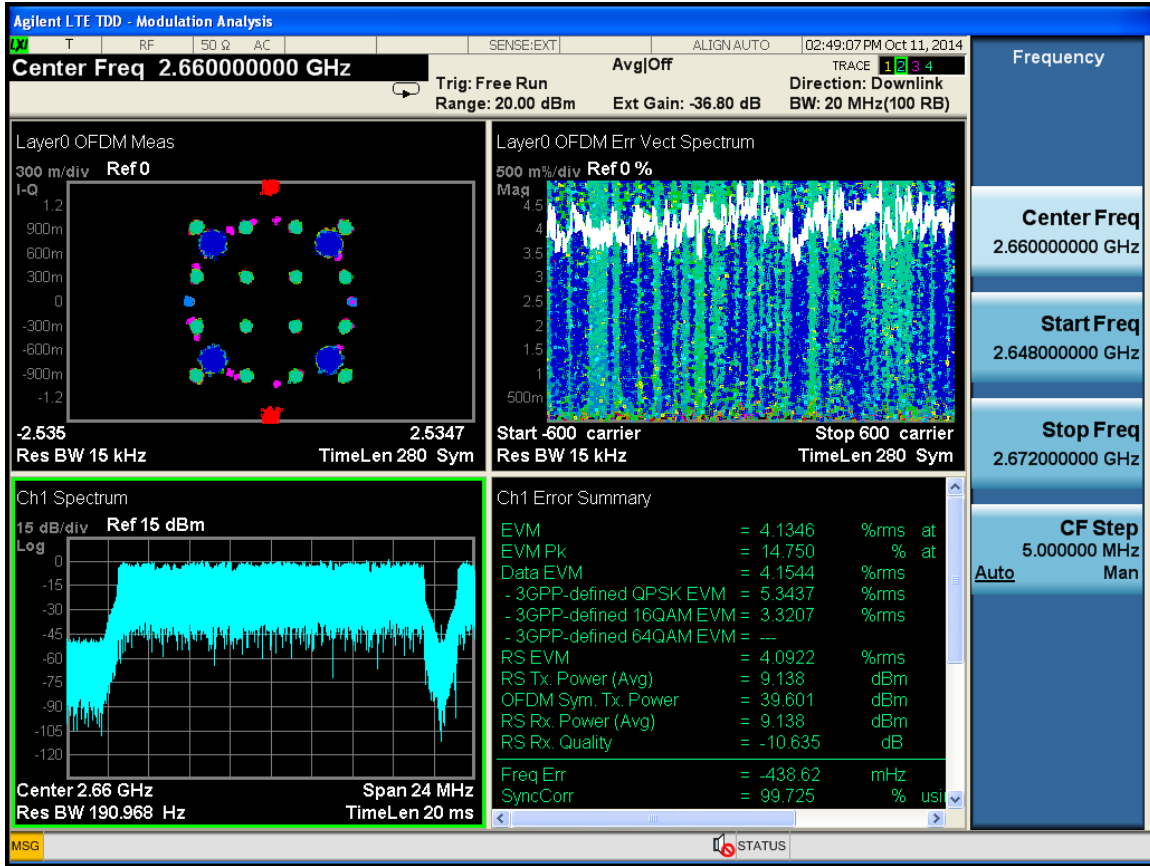 Agilent LTE TDD - Modulation Analysis
LXI T RF 50 Ω AC SENSE:EXT ALIGN AUTO 02:49:07 PM Oct 11, 2014
Center Freq 2.660000000 GHz
Avg|Off
TRACE 1 2 3 4
Trig: Free Run
Direction: Downlink
Range: 20.00 dBm Ext Gain: -36.80 dB BW: 20 MHz(100 RB)
Layer0 OFDM Meas
300 m/div Ref 0
I-Q
1.2
900m
600m
300m
0
-300m
-600m
-900m
-1.2
-2.535 2.5347
Res BW 15 kHz TimeLen 280 Sym
Layer0 OFDM Err Vect Spectrum
500 m%/div Ref 0 %
Mag
4.5
4
3.5
3
2.5
2
1.5
1
500m
Start -600 carrier Stop 600 carrier
Res BW 15 kHz TimeLen 280 Sym
Ch1 Spectrum
15 dB/div Ref 15 dBm
Log
0
-15
-30
-45
-60
-75
-90
-105
-120
Center 2.66 GHz Span 24 MHz
Res BW 190.968 Hz TimeLen 20 ms
Ch1 Error Summary
EVM = 4.1346 %rms at
EVM Pk = 14.750 % at
Data EVM = 4.1544 %rms
- 3GPP-defined QPSK EVM = 5.3437 %rms
- 3GPP-defined 16QAM EVM = 3.3207 %rms
- 3GPP-defined 64QAM EVM = ---
RS EVM = 4.0922 %rms
RS Tx. Power (Avg) = 9.138 dBm
OFDM Sym. Tx. Power = 39.601 dBm
RS Rx. Power (Avg) = 9.138 dBm
RS Rx. Quality = -10.635 dB
Freq Err = -438.62 mHz
SyncCorr = 99.725 % usi
Frequency
Center Freq
2.660000000 GHz
Start Freq
2.648000000 GHz
Stop Freq
2.672000000 GHz
CF Step
5.000000 MHz
Auto Man
MSG STATUS